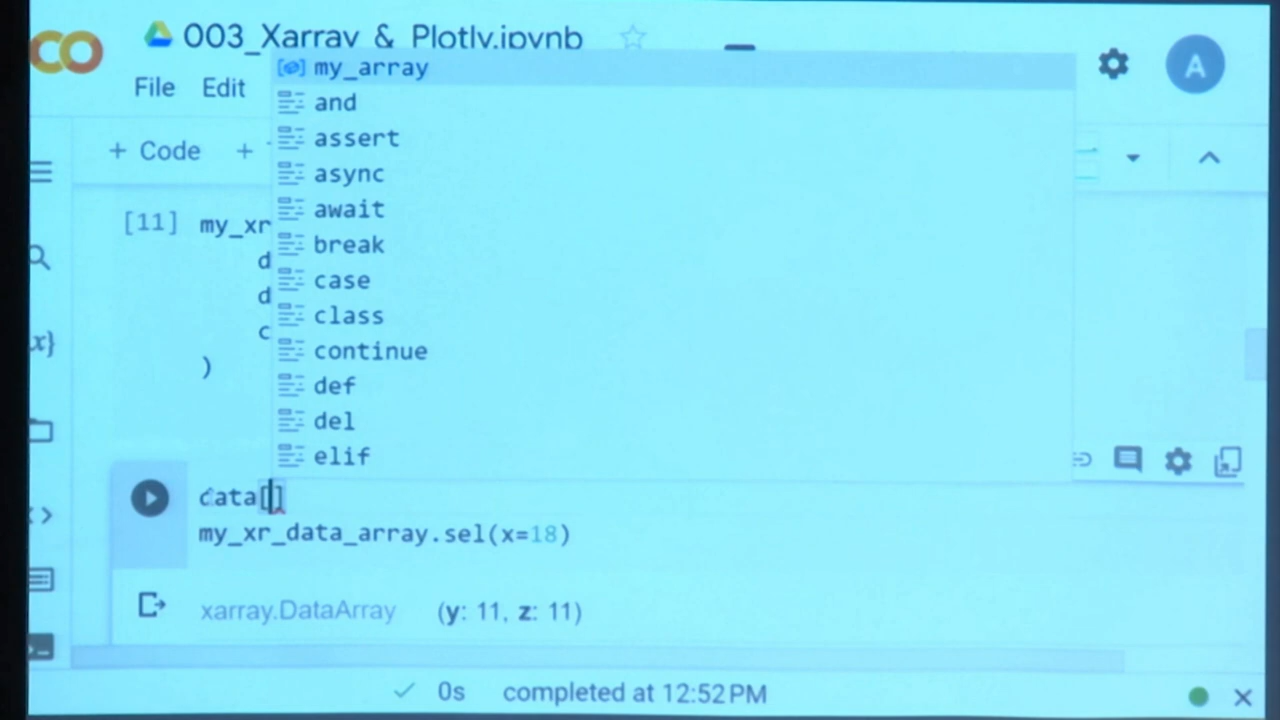 CO
003_Xarray & Plotly.ipynb
A
File Edit
my_array
and
+ Code +
assert
async
await
[11] my_xr
break
d
case
d
class
c
continue
)
def
del
elif
{x}
data[]
my_xr_data_array.sel(x=18)
xarray.DataArray (y: 11, z: 11)
0s completed at 12:52 PM